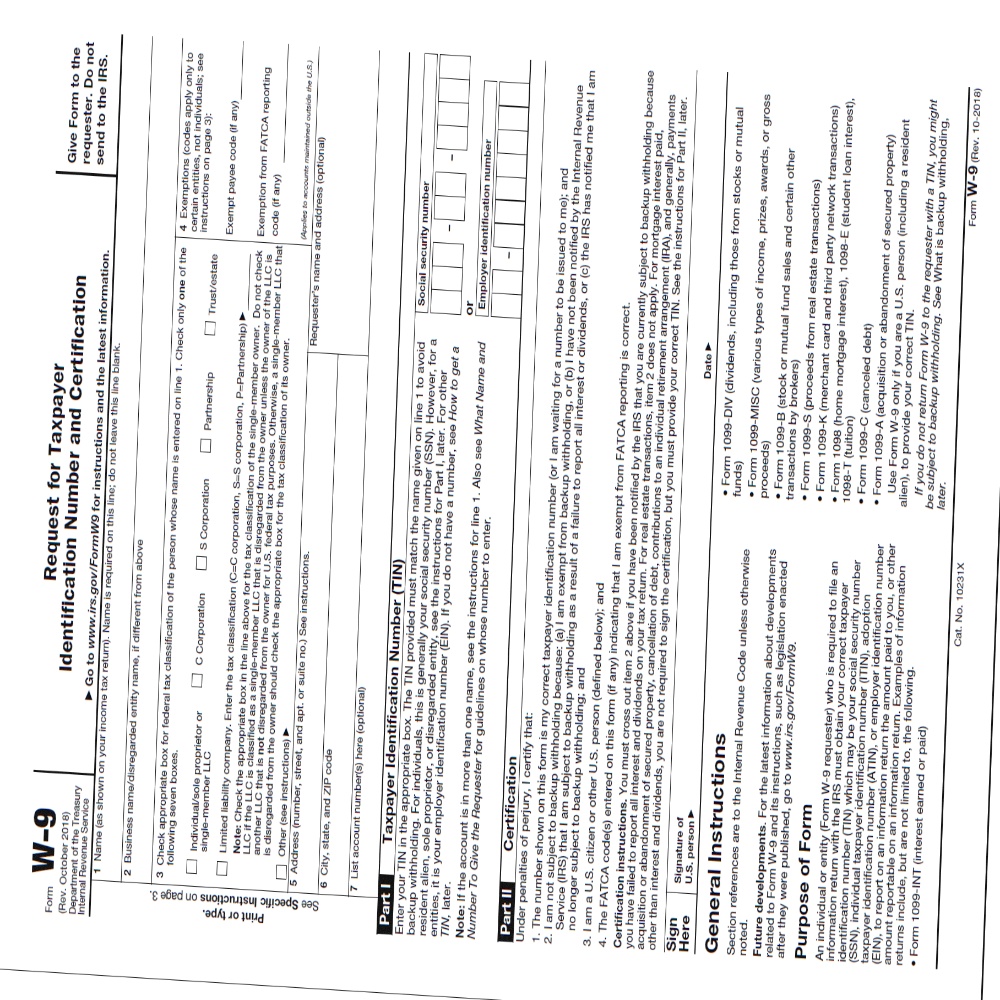 Form W-9
(Rev. October 2018)
Department of the Treasury
Internal Revenue Service
Request for Taxpayer
Identification Number and Certification
▶ Go to www.irs.gov/FormW9 for instructions and the latest information.
Give Form to the
requester. Do not
send to the IRS.
Print or type.
See Specific Instructions on page 3.
1 Name (as shown on your income tax return). Name is required on this line; do not leave this line blank.
2 Business name/disregarded entity name, if different from above
3 Check appropriate box for federal tax classification of the person whose name is entered on line 1. Check only one of the
following seven boxes.
Individual/sole proprietor or
single-member LLC
C Corporation
S Corporation
Partnership
Trust/estate
Limited liability company. Enter the tax classification (C=C corporation, S=S corporation, P=Partnership) ▶
Note: Check the appropriate box in the line above for the tax classification of the single-member owner. Do not check
LLC if the LLC is classified as a single-member LLC that is disregarded from the owner unless the owner of the LLC is
another LLC that is not disregarded from the owner for U.S. federal tax purposes. Otherwise, a single-member LLC that
is disregarded from the owner should check the appropriate box for the tax classification of its owner.
Other (see instructions) ▶
4 Exemptions (codes apply only to
certain entities, not individuals; see
instructions on page 3):
Exempt payee code (if any)
Exemption from FATCA reporting
code (if any)
(Applies to accounts maintained outside the U.S.)
5 Address (number, street, and apt. or suite no.) See instructions.
Requester's name and address (optional)
6 City, state, and ZIP code
7 List account number(s) here (optional)
Part I Taxpayer Identification Number (TIN)
Enter your TIN in the appropriate box. The TIN provided must match the name given on line 1 to avoid
backup withholding. For individuals, this is generally your social security number (SSN). However, for a
resident alien, sole proprietor, or disregarded entity, see the instructions for Part I, later. For other
entities, it is your employer identification number (EIN). If you do not have a number, see How to get a
TIN, later.
Note: If the account is in more than one name, see the instructions for line 1. Also see What Name and
Number To Give the Requester for guidelines on whose number to enter.
Social security number
– –
or
Employer identification number
–
Part II Certification
Under penalties of perjury, I certify that:
1. The number shown on this form is my correct taxpayer identification number (or I am waiting for a number to be issued to me); and
2. I am not subject to backup withholding because: (a) I am exempt from backup withholding, or (b) I have not been notified by the Internal Revenue
Service (IRS) that I am subject to backup withholding as a result of a failure to report all interest or dividends, or (c) the IRS has notified me that I am
no longer subject to backup withholding; and
3. I am a U.S. citizen or other U.S. person (defined below); and
4. The FATCA code(s) entered on this form (if any) indicating that I am exempt from FATCA reporting is correct.
Certification instructions. You must cross out item 2 above if you have been notified by the IRS that you are currently subject to backup withholding because
you have failed to report all interest and dividends on your tax return. For real estate transactions, item 2 does not apply. For mortgage interest paid,
acquisition or abandonment of secured property, cancellation of debt, contributions to an individual retirement arrangement (IRA), and generally, payments
other than interest and dividends, you are not required to sign the certification, but you must provide your correct TIN. See the instructions for Part II, later.
Sign
Here
Signature of
U.S. person ▶
Date ▶
General Instructions
Section references are to the Internal Revenue Code unless otherwise
noted.
Future developments. For the latest information about developments
related to Form W-9 and its instructions, such as legislation enacted
after they were published, go to www.irs.gov/FormW9.
Purpose of Form
An individual or entity (Form W-9 requester) who is required to file an
information return with the IRS must obtain your correct taxpayer
identification number (TIN) which may be your social security number
(SSN), individual taxpayer identification number (ITIN), adoption
taxpayer identification number (ATIN), or employer identification number
(EIN), to report on an information return the amount paid to you, or other
amount reportable on an information return. Examples of information
returns include, but are not limited to, the following.
• Form 1099-INT (interest earned or paid)
• Form 1099-DIV (dividends, including those from stocks or mutual
funds)
• Form 1099-MISC (various types of income, prizes, awards, or gross
proceeds)
• Form 1099-B (stock or mutual fund sales and certain other
transactions by brokers)
• Form 1099-S (proceeds from real estate transactions)
• Form 1099-K (merchant card and third party network transactions)
• Form 1098 (home mortgage interest), 1098-E (student loan interest),
1098-T (tuition)
• Form 1099-C (canceled debt)
• Form 1099-A (acquisition or abandonment of secured property)
Use Form W-9 only if you are a U.S. person (including a resident
alien), to provide your correct TIN.
If you do not return Form W-9 to the requester with a TIN, you might
be subject to backup withholding. See What is backup withholding,
later.
Cat. No. 10231X
Form W-9 (Rev. 10-2018)